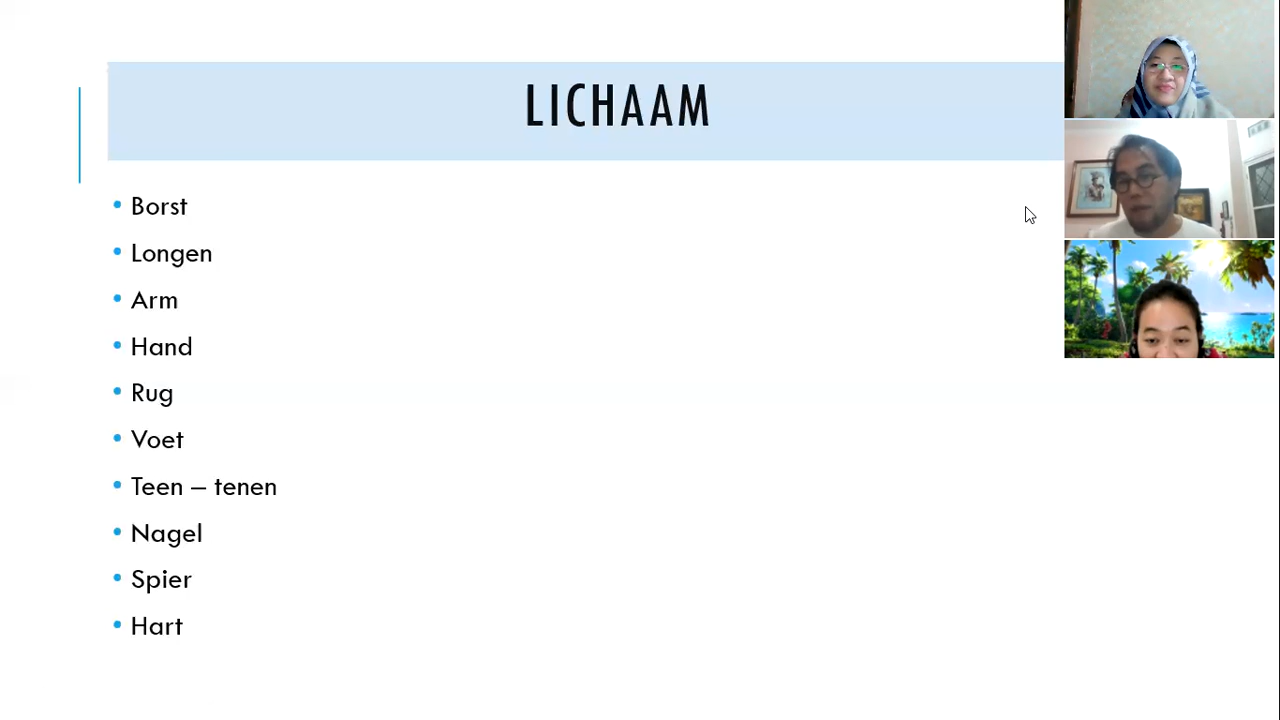 LICHAAM
• Borst
• Longen
• Arm
• Hand
• Rug
• Voet
• Teen – tenen
• Nagel
• Spier
• Hart